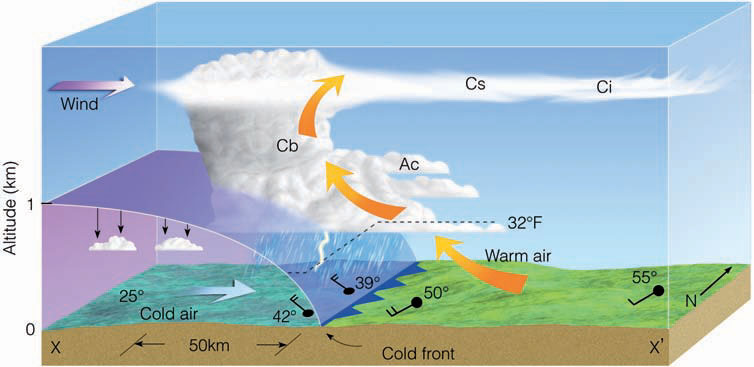 Wind
Cs
Ci
Cb
Ac
Altitude (km)
1
32°F
Warm air
25°
Cold air
39°
42°
50°
55°
N
0
X
50km
Cold front
X'